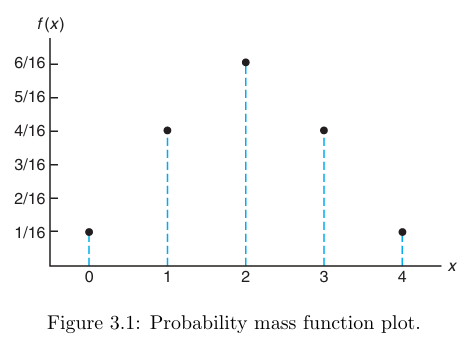 f(x)
6/16
5/16
4/16
3/16
2/16
1/16
0 1 2 3 4
x
Figure 3.1: Probability mass function plot.